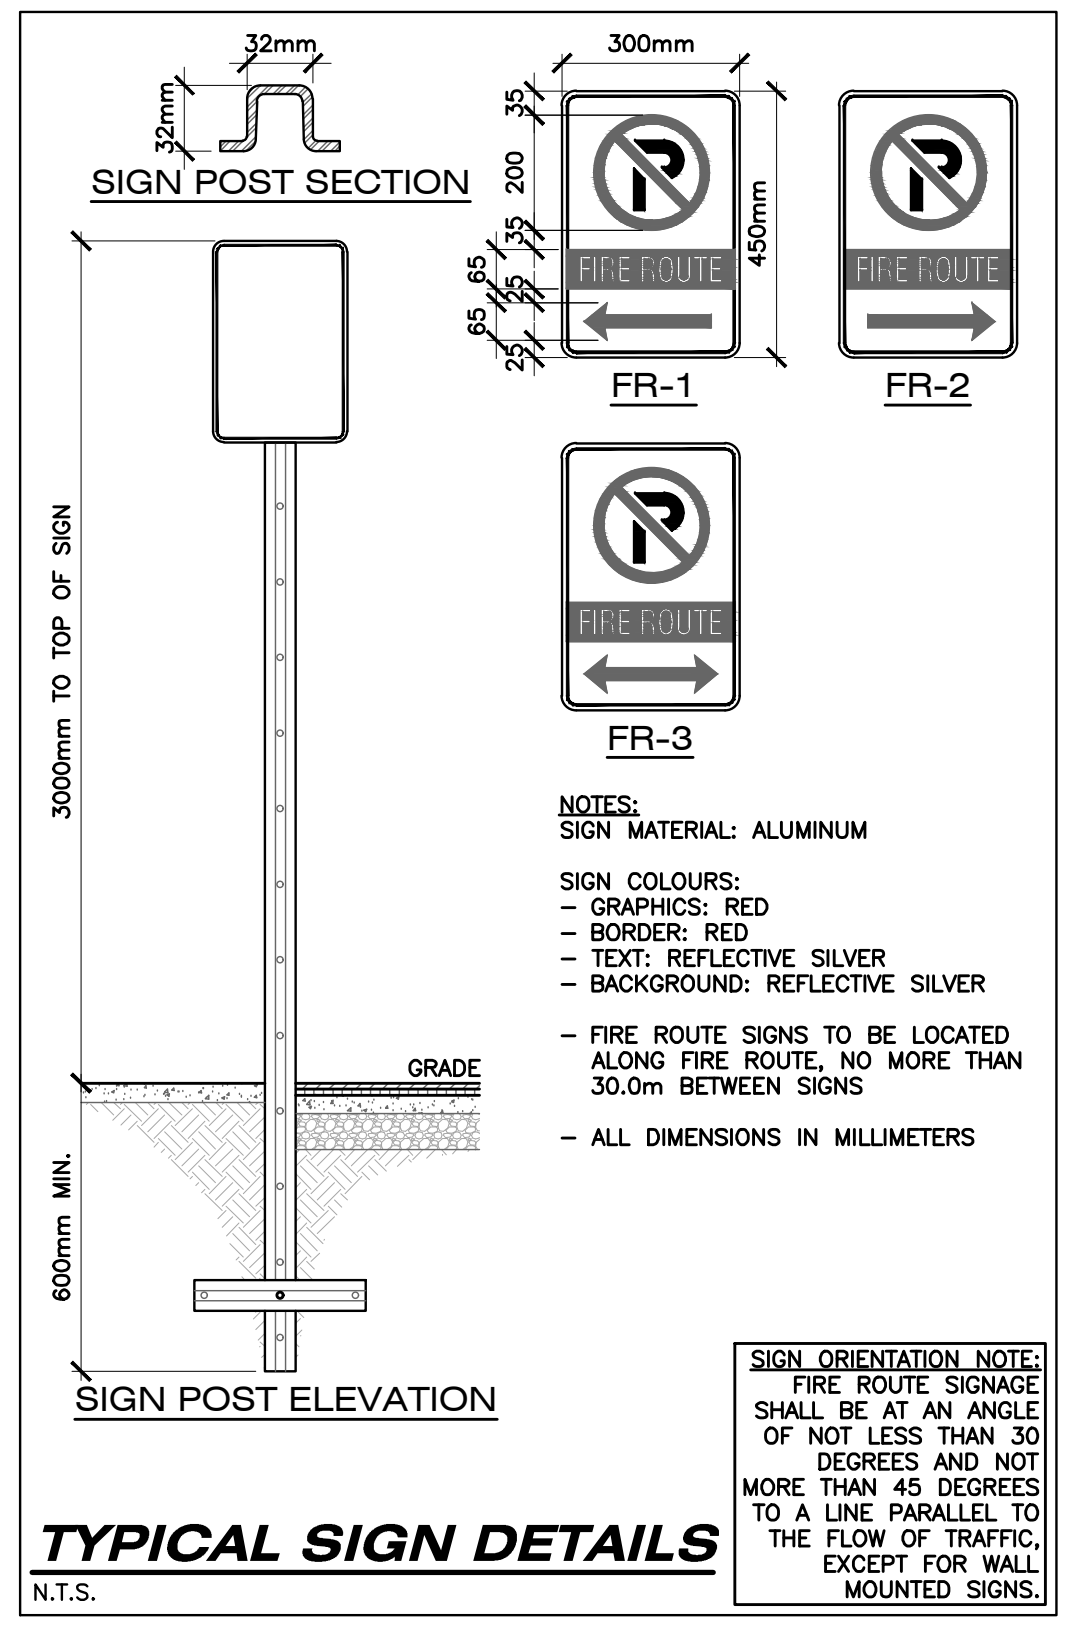 32mm
32mm
SIGN POST SECTION
300mm
35
200
35
65
25
65
25
450mm
P
FIRE ROUTE
FR-1
P
FIRE ROUTE
FR-2
P
FIRE ROUTE
FR-3
3000mm TO TOP OF SIGN
GRADE
600mm MIN.
SIGN POST ELEVATION
NOTES:
SIGN MATERIAL: ALUMINUM
SIGN COLOURS:
- GRAPHICS: RED
- BORDER: RED
- TEXT: REFLECTIVE SILVER
- BACKGROUND: REFLECTIVE SILVER
- FIRE ROUTE SIGNS TO BE LOCATED
ALONG FIRE ROUTE, NO MORE THAN
30.0m BETWEEN SIGNS
- ALL DIMENSIONS IN MILLIMETERS
SIGN ORIENTATION NOTE:
FIRE ROUTE SIGNAGE
SHALL BE AT AN ANGLE
OF NOT LESS THAN 30
DEGREES AND NOT
MORE THAN 45 DEGREES
TO A LINE PARALLEL TO
THE FLOW OF TRAFFIC,
EXCEPT FOR WALL
MOUNTED SIGNS.
TYPICAL SIGN DETAILS
N.T.S.